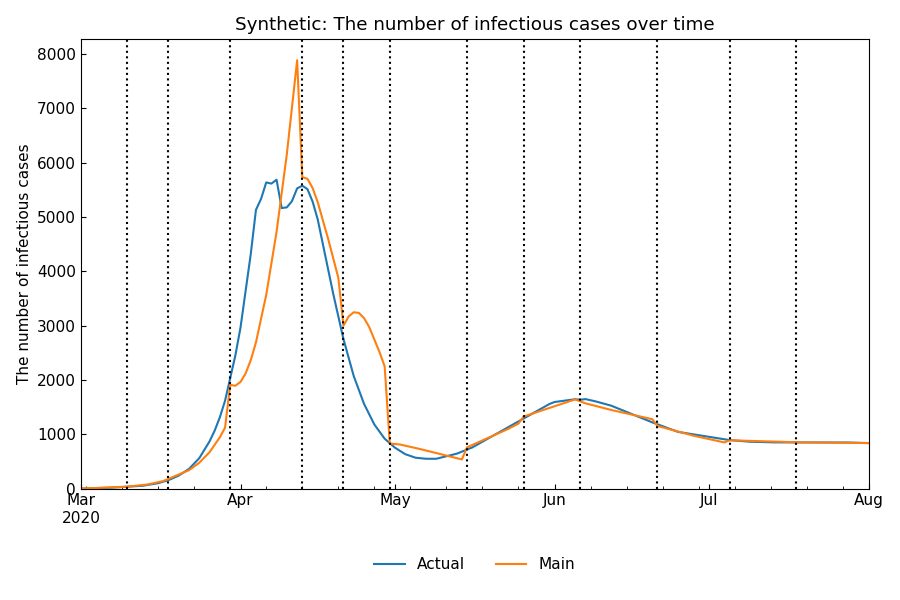 Synthetic: The number of infectious cases over time
The number of infectious cases
8000
7000
6000
5000
4000
3000
2000
1000
0
Mar Apr May Jun Jul Aug
2020
Actual Main